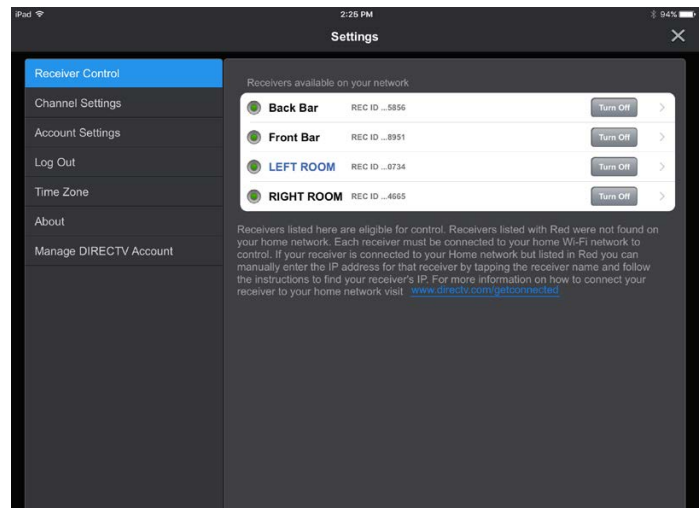 iPad 2:25 PM 94%
Settings
Receiver Control
Channel Settings
Account Settings
Log Out
Time Zone
About
Manage DIRECTV Account
Receivers available on your network
Back Bar REC ID ...5856 Turn Off
Front Bar REC ID ...8951 Turn Off
LEFT ROOM REC ID ...0734 Turn Off
RIGHT ROOM REC ID ...4665 Turn Off
Receivers listed here are eligible for control. Receivers listed with Red were not found on
your home network. Each receiver must be connected to your home Wi-Fi network to
control. If your receiver is connected to your Home network but listed in Red you can
manually enter the IP address for that receiver by tapping the receiver name and follow
the instructions to find your receiver's IP. For more information on how to connect your
receiver to your home network visit www.directv.com/getconnected